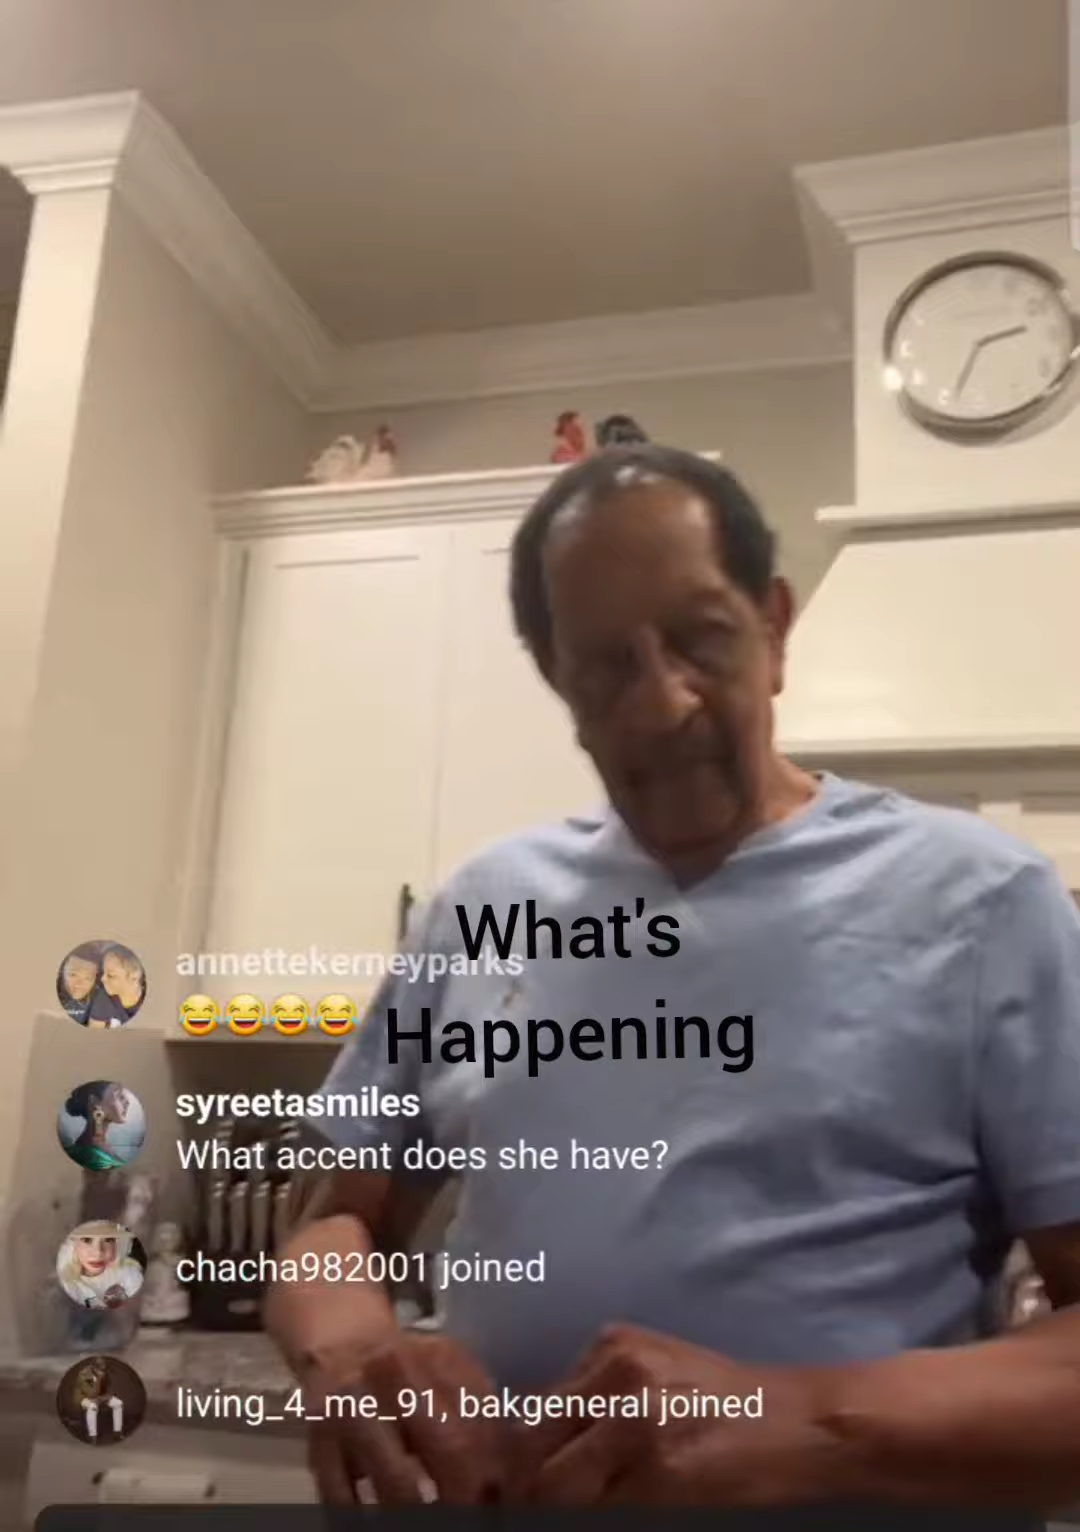 What's
Happening
annettekerneyparks
😂😂😂😂
syreetasmiles
What accent does she have?
chacha982001 joined
living_4_me_91, bakgeneral joined